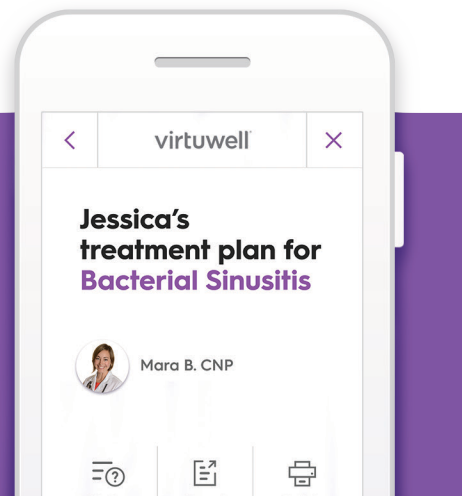 virtuwell
Jessica's
treatment plan for
Bacterial Sinusitis
Mara B. CNP